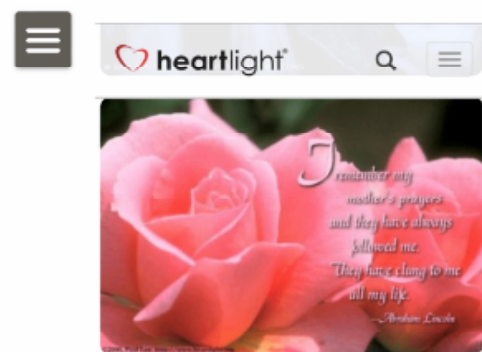 heartlight®
I remember my
mother's prayers
and they have always
followed me.
They have clung to me
all my life.
—Abraham Lincoln